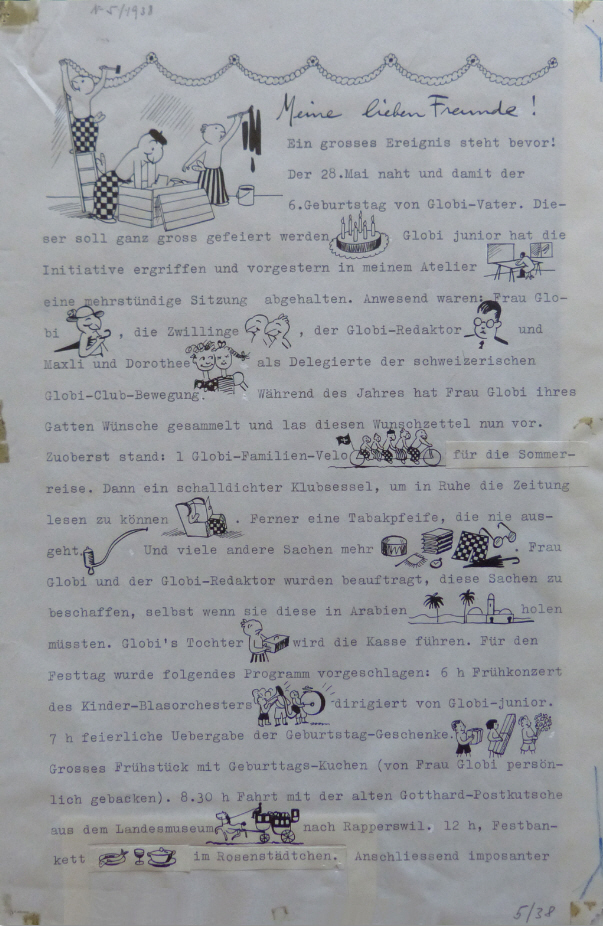 N 5/1938
Meine lieben Freunde!
Ein grosses Ereignis steht bevor!
Der 28.Mai naht und damit der
6.Geburtstag von Globi-Vater. Die-
ser soll ganz gross gefeiert werden Globi junior hat die
Initiative ergriffen und vorgestern in meinem Atelier
eine mehrstündige Sitzung abgehalten. Anwesend waren: Frau Glo-
bi , die Zwillinge , der Globi-Redaktor und
Maxli und Dorothee als Delegierte der schweizerischen
Globi-Club-Bewegung. Während des Jahres hat Frau Globi ihres
Gatten Wünsche gesammelt und las diesen Wunschzettel nun vor.
Zuoberst stand: 1 Globi-Familien-Velo für die Sommer-
reise. Dann ein schalldichter Klubsessel, um in Ruhe die Zeitung
lesen zu können . Ferner eine Tabakpfeife, die nie aus-
geht. Und viele andere Sachen mehr . Frau
Globi und der Globi-Redaktor wurden beauftragt, diese Sachen zu
beschaffen, selbst wenn sie diese in Arabien holen
müssten. Globi's Tochter wird die Kasse führen. Für den
Festtag wurde folgendes Programm vorgeschlagen: 6 h Frühkonzert
des Kinder-Blasorchesters dirigiert von Globi-junior.
7 h feierliche Uebergabe der Geburtstag-Geschenke.
Grosses Frühstück mit Geburttags-Kuchen (von Frau Globi persön-
lich gebacken). 8.30 h Fahrt mit der alten Gotthard-Postkutsche
aus dem Landesmuseum nach Rapperswil. 12 h, Festban-
kett im Rosenstädtchen. Anschliessend imposanter
5/38